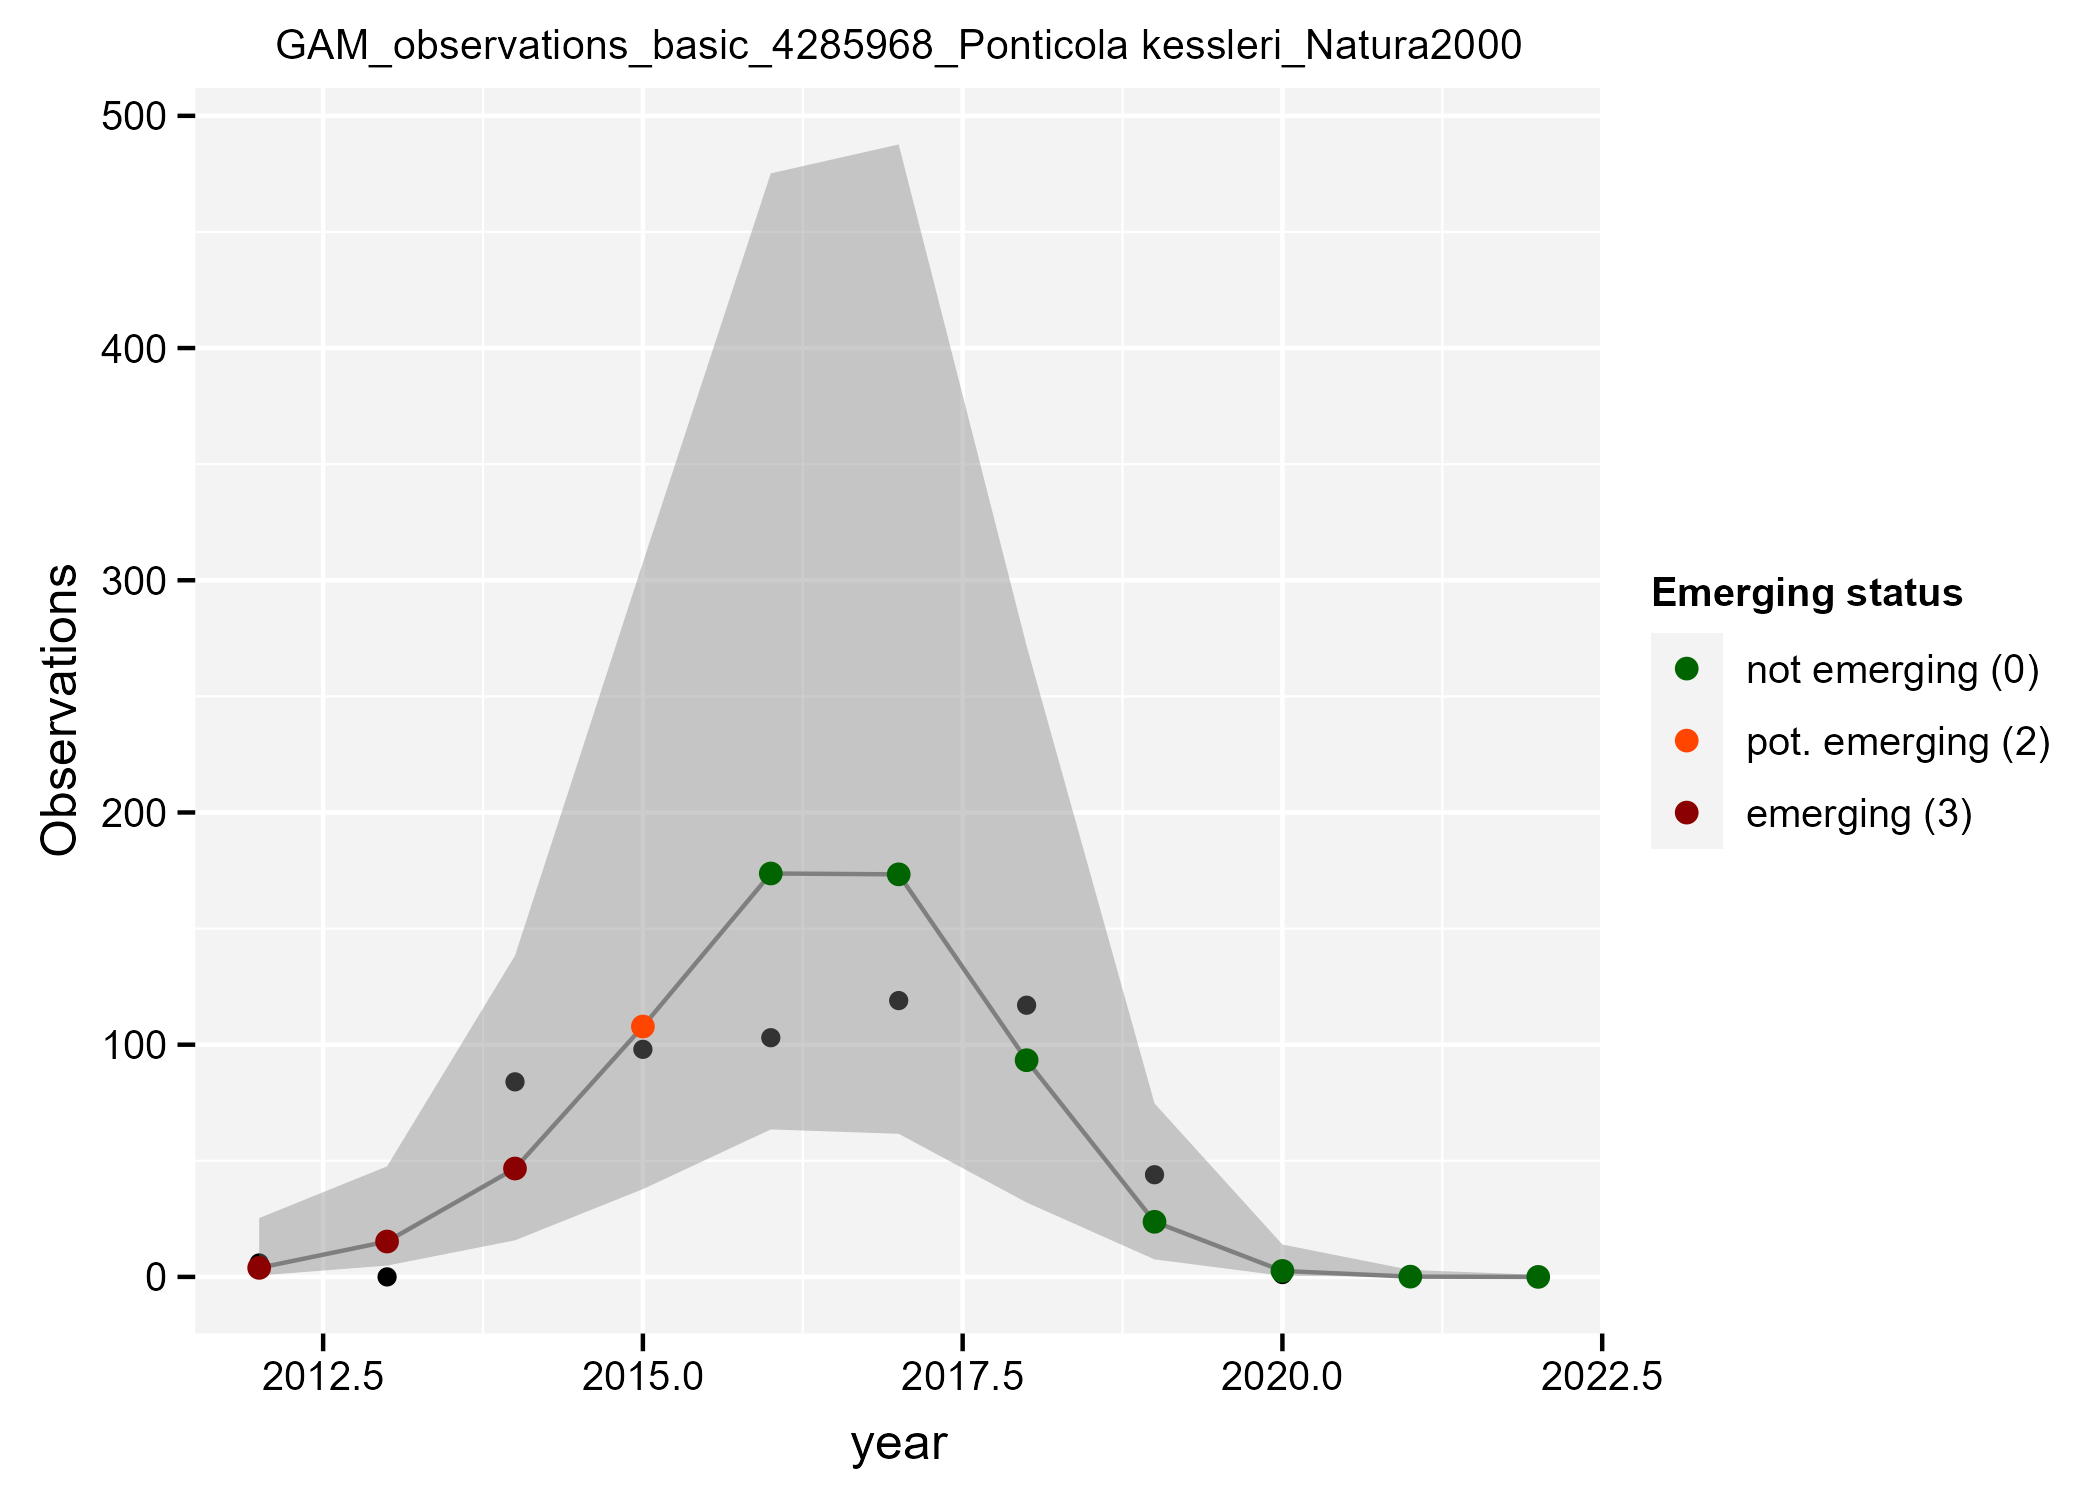 GAM_observations_basic_4285968_Ponticola kessleri_Natura2000
500
400
300
200
100
0
Observations
2012.5 2015.0 2017.5 2020.0 2022.5
year
Emerging status
not emerging (0)
pot. emerging (2)
emerging (3)